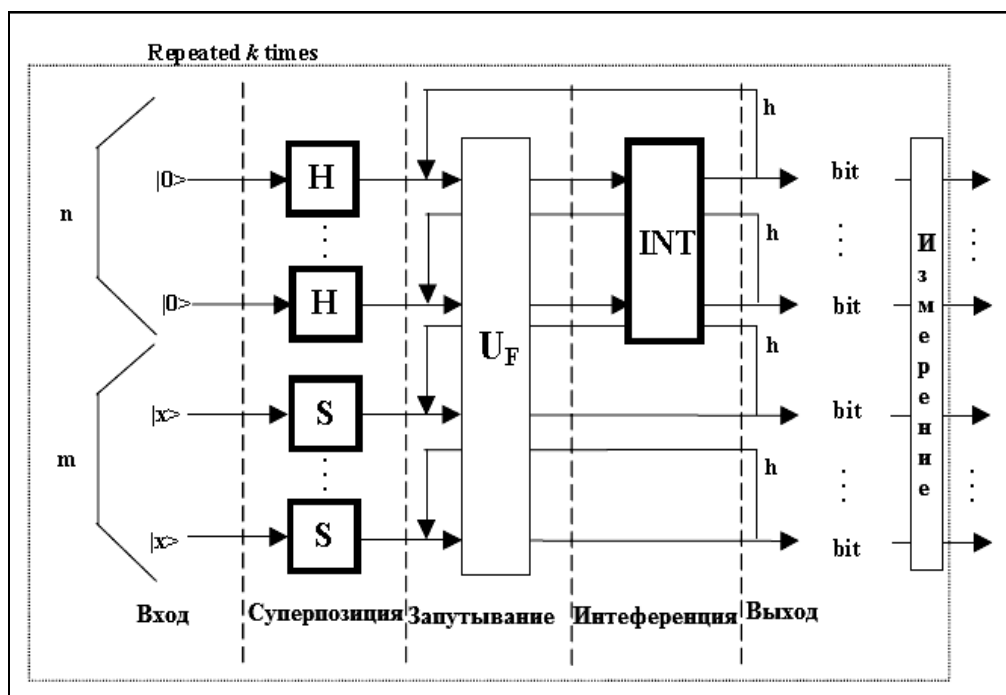 Repeated k times
h
|0>
H
bit
n
h
INT
|0>
H
bit
U_F
h
|x>
S
bit
m
h
|x>
S
bit
Измерение
Вход
Суперпозиция
Запутывание
Интеференция
Выход